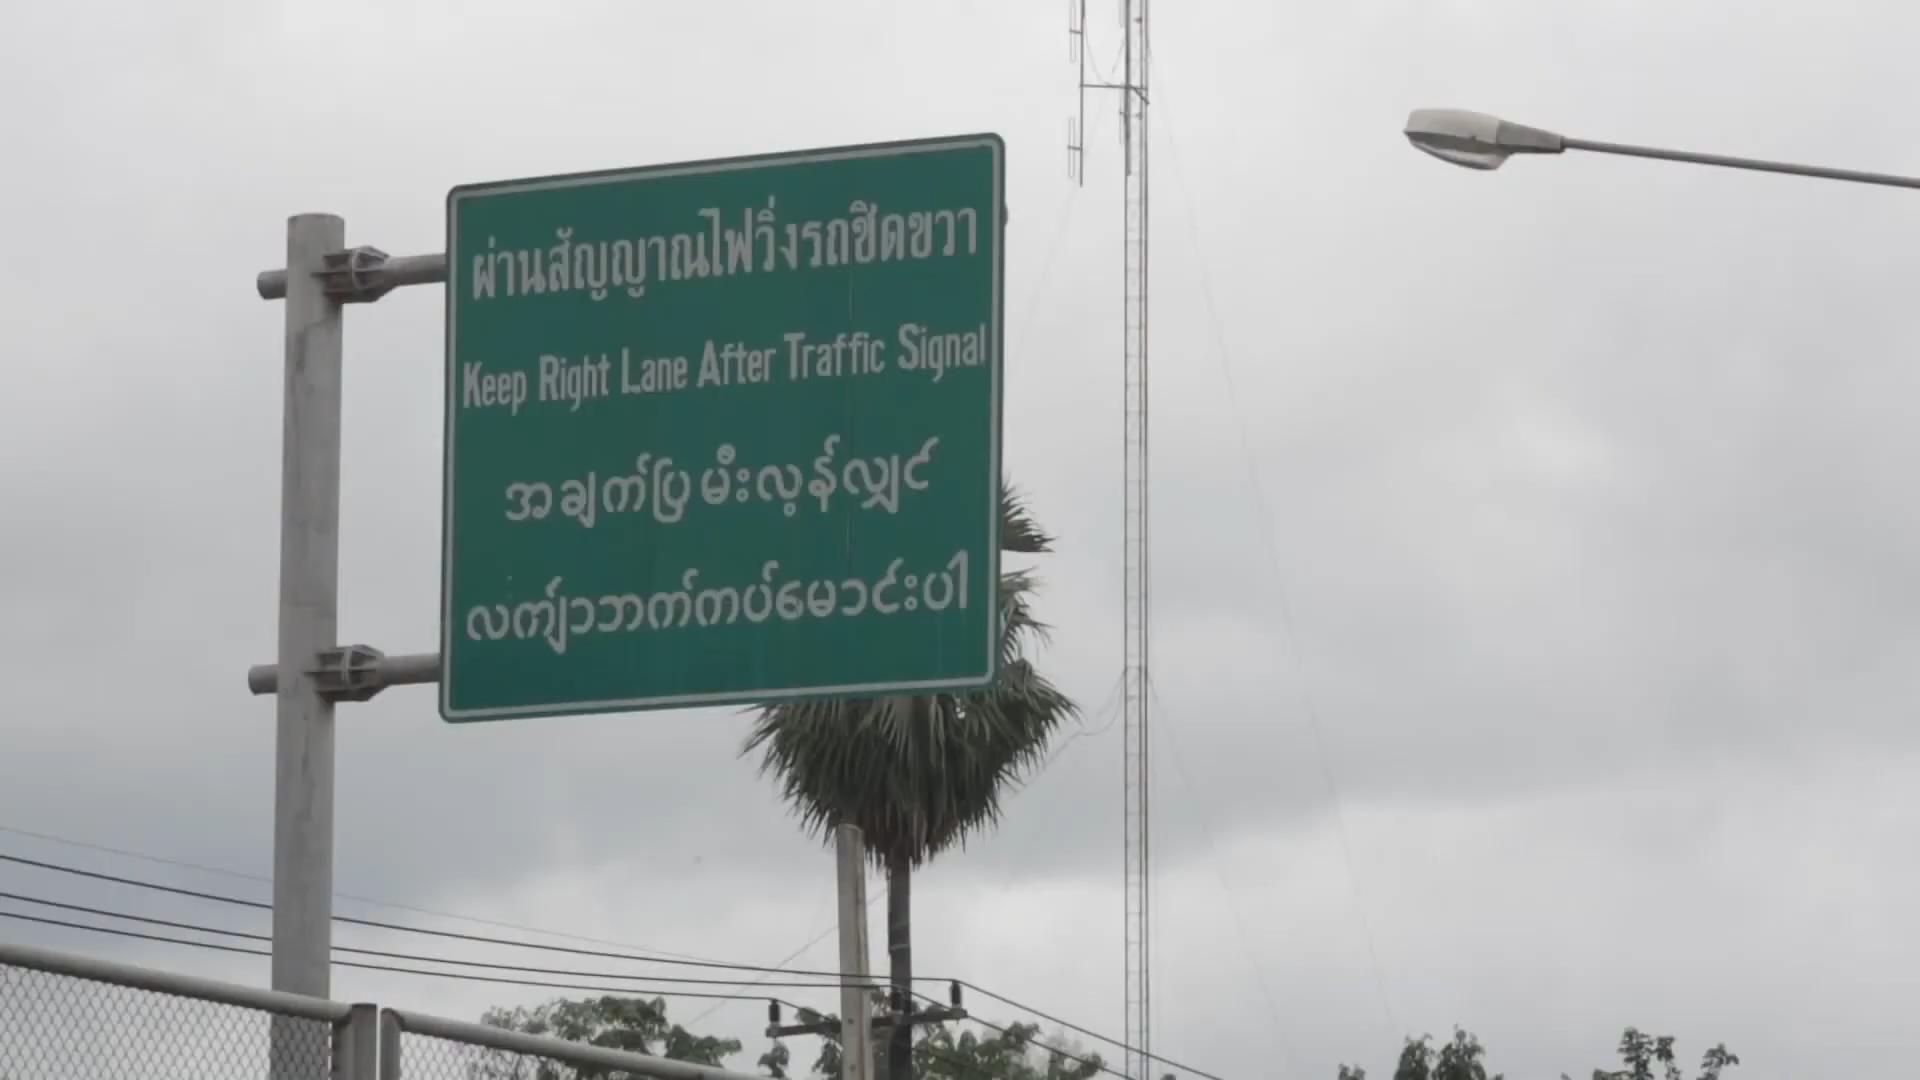 ผ่านสัญญาณไฟวิ่งรถชิดขวา
Keep Right Lane After Traffic Signal
အချက်ပြမီးလွန်လျှင်
လက်ျာဘက်ကပ်မောင်းပါ